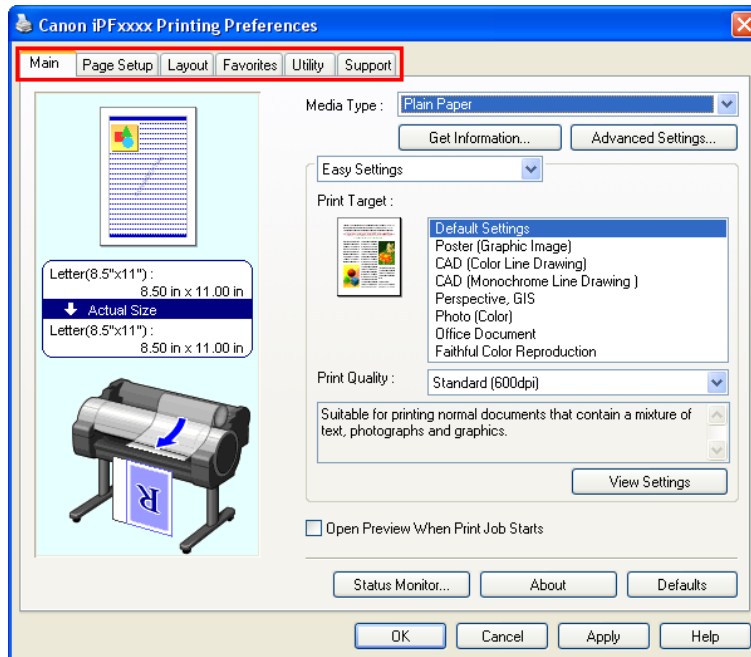 Canon iPFxxxx Printing Preferences
Main Page Setup Layout Favorites Utility Support
Media Type : Plain Paper
Get Information... Advanced Settings...
Easy Settings
Print Target :
Default Settings
Poster (Graphic Image)
CAD (Color Line Drawing)
CAD (Monochrome Line Drawing )
Perspective, GIS
Photo (Color)
Office Document
Faithful Color Reproduction
Letter(8.5"x11") :
8.50 in x 11.00 in
Actual Size
Letter(8.5"x11") :
8.50 in x 11.00 in
R
Print Quality : Standard (600dpi)
Suitable for printing normal documents that contain a mixture of
text, photographs and graphics.
View Settings
Open Preview When Print Job Starts
Status Monitor... About Defaults
OK Cancel Apply Help